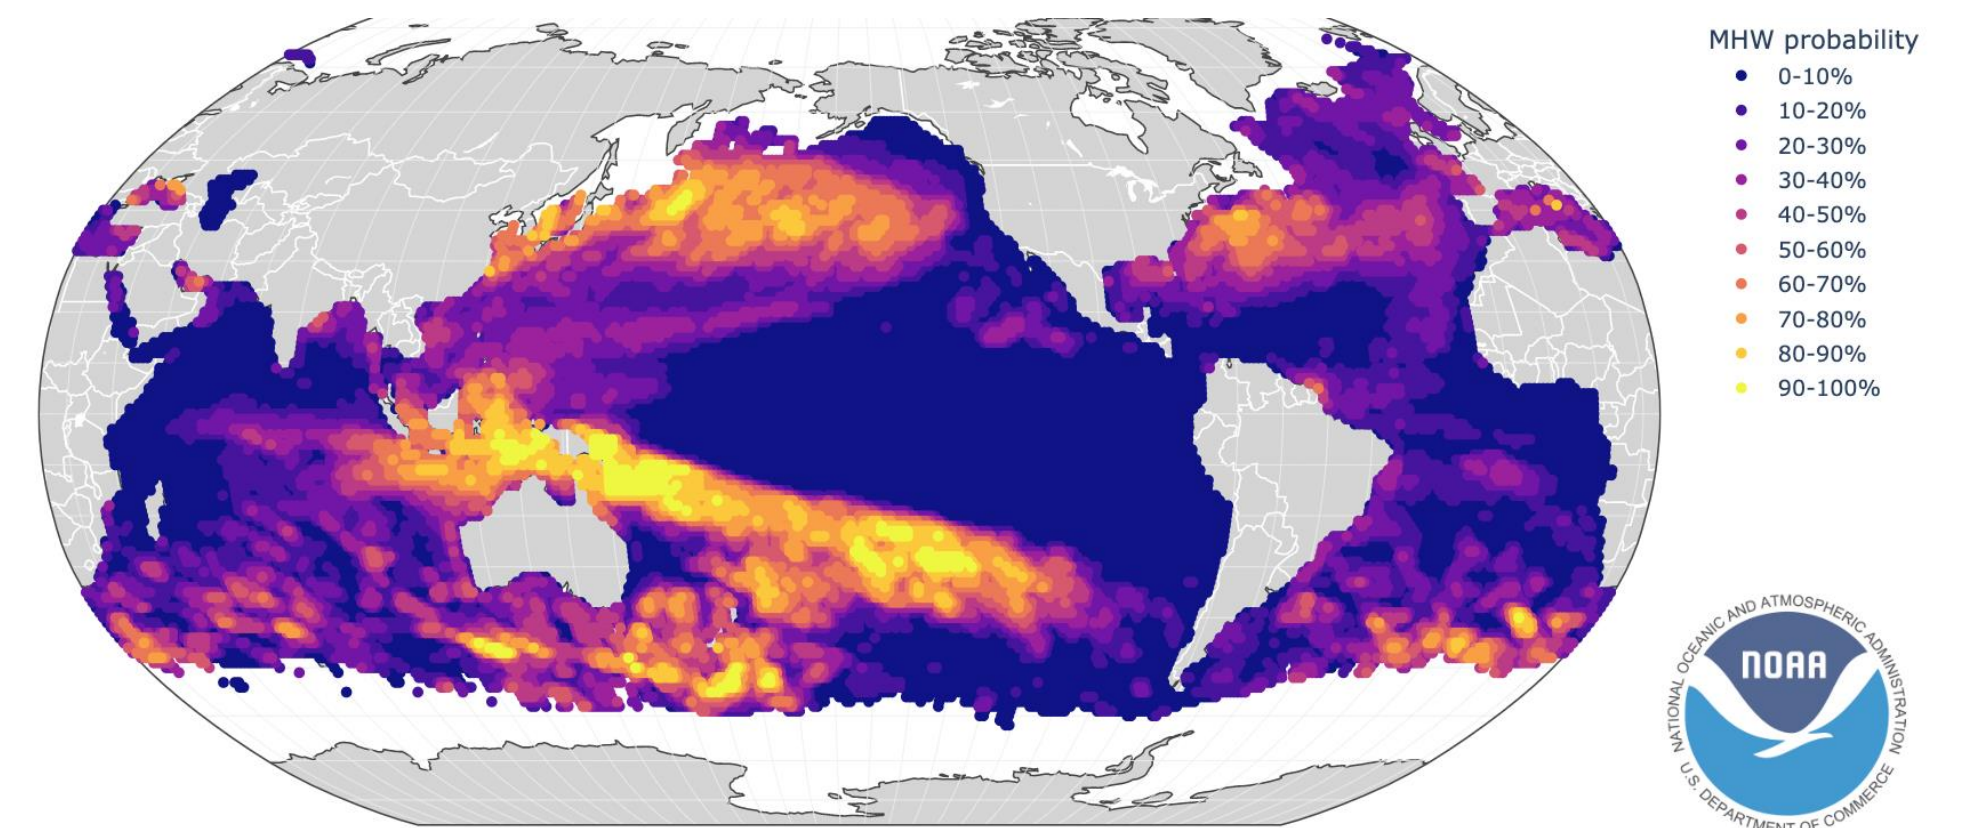 MHW probability
0-10%
10-20%
20-30%
30-40%
40-50%
50-60%
60-70%
70-80%
80-90%
90-100%
NATIONAL OCEANIC AND ATMOSPHERIC ADMINISTRATION
NOAA
U.S. DEPARTMENT OF COMMERCE